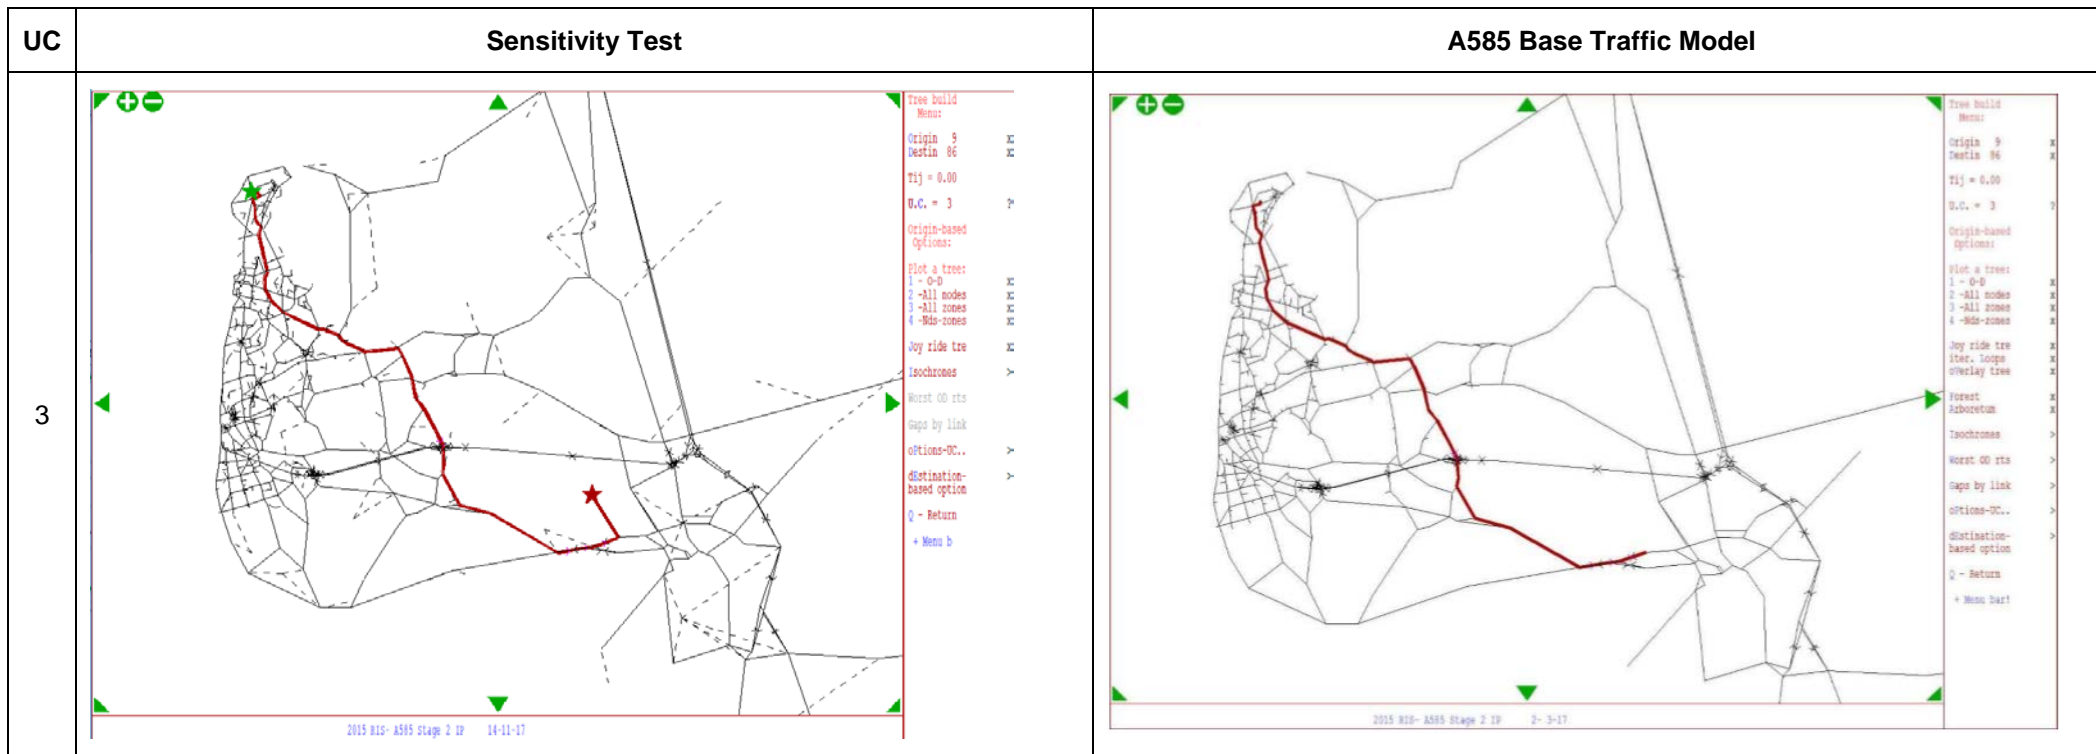 UC
Sensitivity Test
A585 Base Traffic Model
3
Tree build
Menu:
Origin 9 x
Destin 86 x
Tij = 0.00
U.C. = 3 ?
Origin-based
Options:
Plot a tree:
1 - O-D x
2 -All nodes x
3 -All zones x
4 -Nds-zones x
Joy ride tre x
Isochromes
Worst OD rts
Gaps by link
oPtions-UC..
dEstination-
based option
Q - Return
+ Menu b
2015 RIS- A585 Stage 2 IP 14-11-17
Tree build
Menu:
Origin 9 x
Destin 86 x
Tij = 0.00
U.C. = 3 ?
Origin-based
Options:
Plot a tree:
1 - O-D x
2 -All nodes x
3 -All zones x
4 -Nds-zones x
Joy ride tre x
iter. Loops x
oVerlay tree x
Forest x
Arboretum x
Isochromes >
Worst OD rts >
Gaps by link >
oPtions-UC.. >
dEstination- >
based option
Q - Return
+ Menu bar!
2015 RIS- A585 Stage 2 IP 2- 3-17